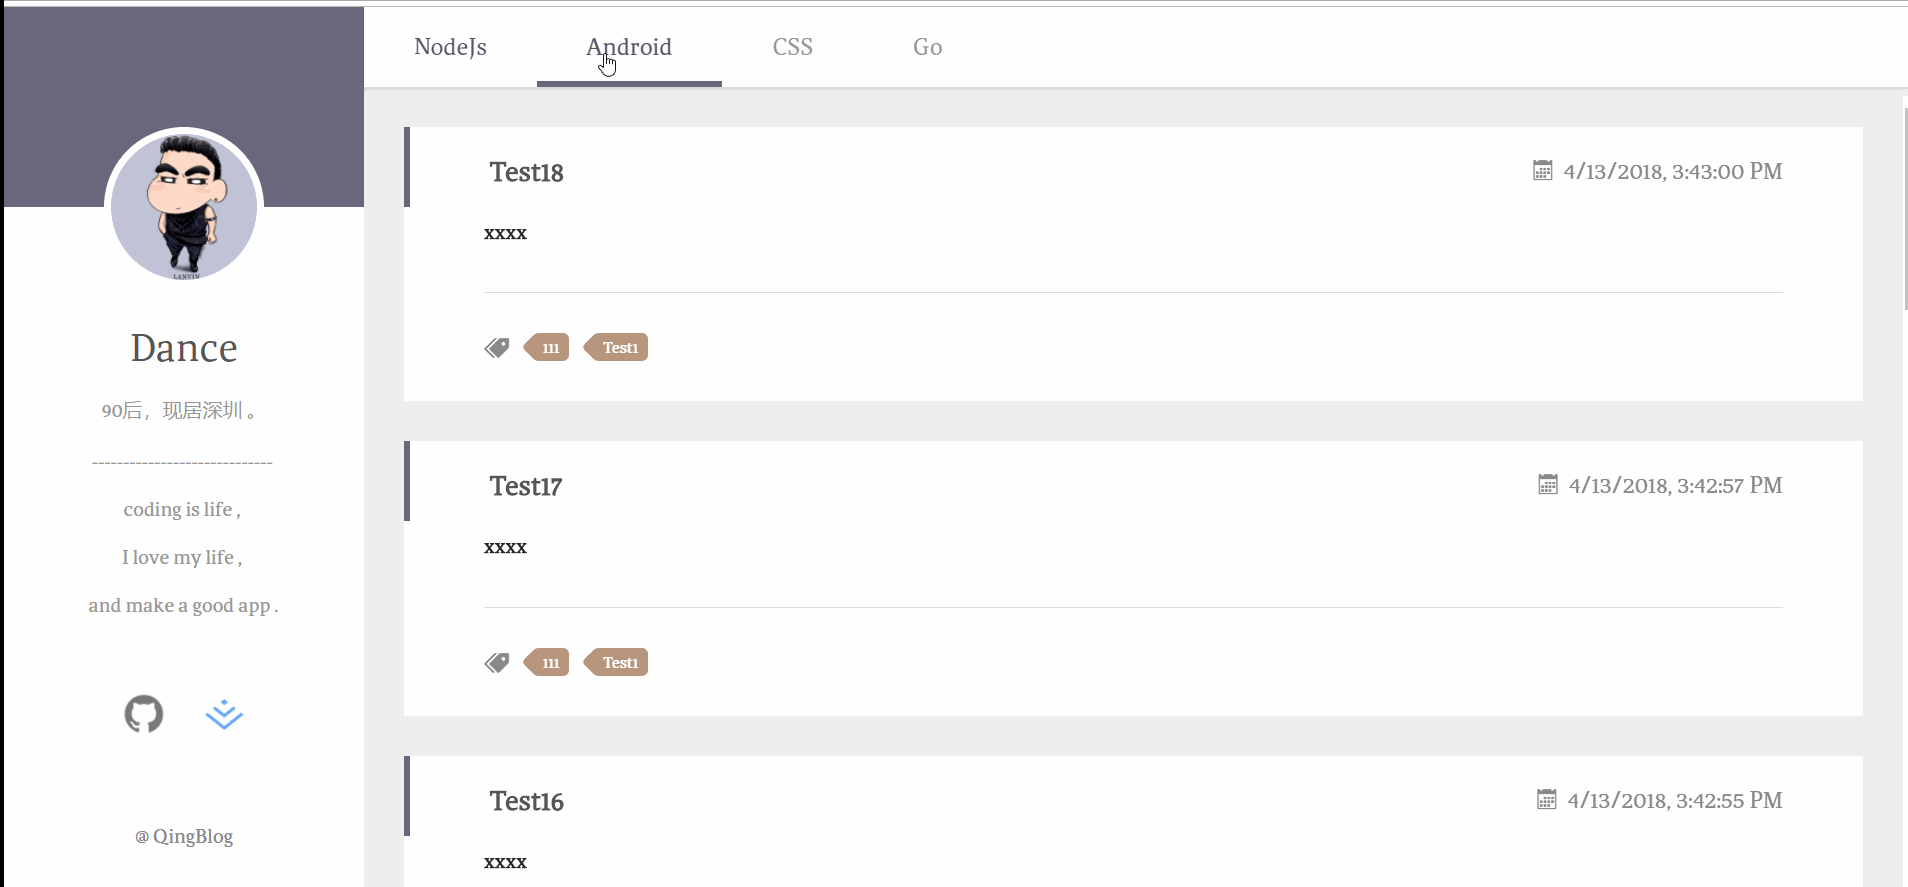 NodeJs Android CSS Go
LANVIN
Dance
90后，现居深圳 。
-----------------------------
coding is life ,
I love my life ,
and make a good app .
@ QingBlog
Test18 4/13/2018, 3:43:00 PM
xxxx
111 Test1
Test17 4/13/2018, 3:42:57 PM
xxxx
111 Test1
Test16 4/13/2018, 3:42:55 PM
xxxx